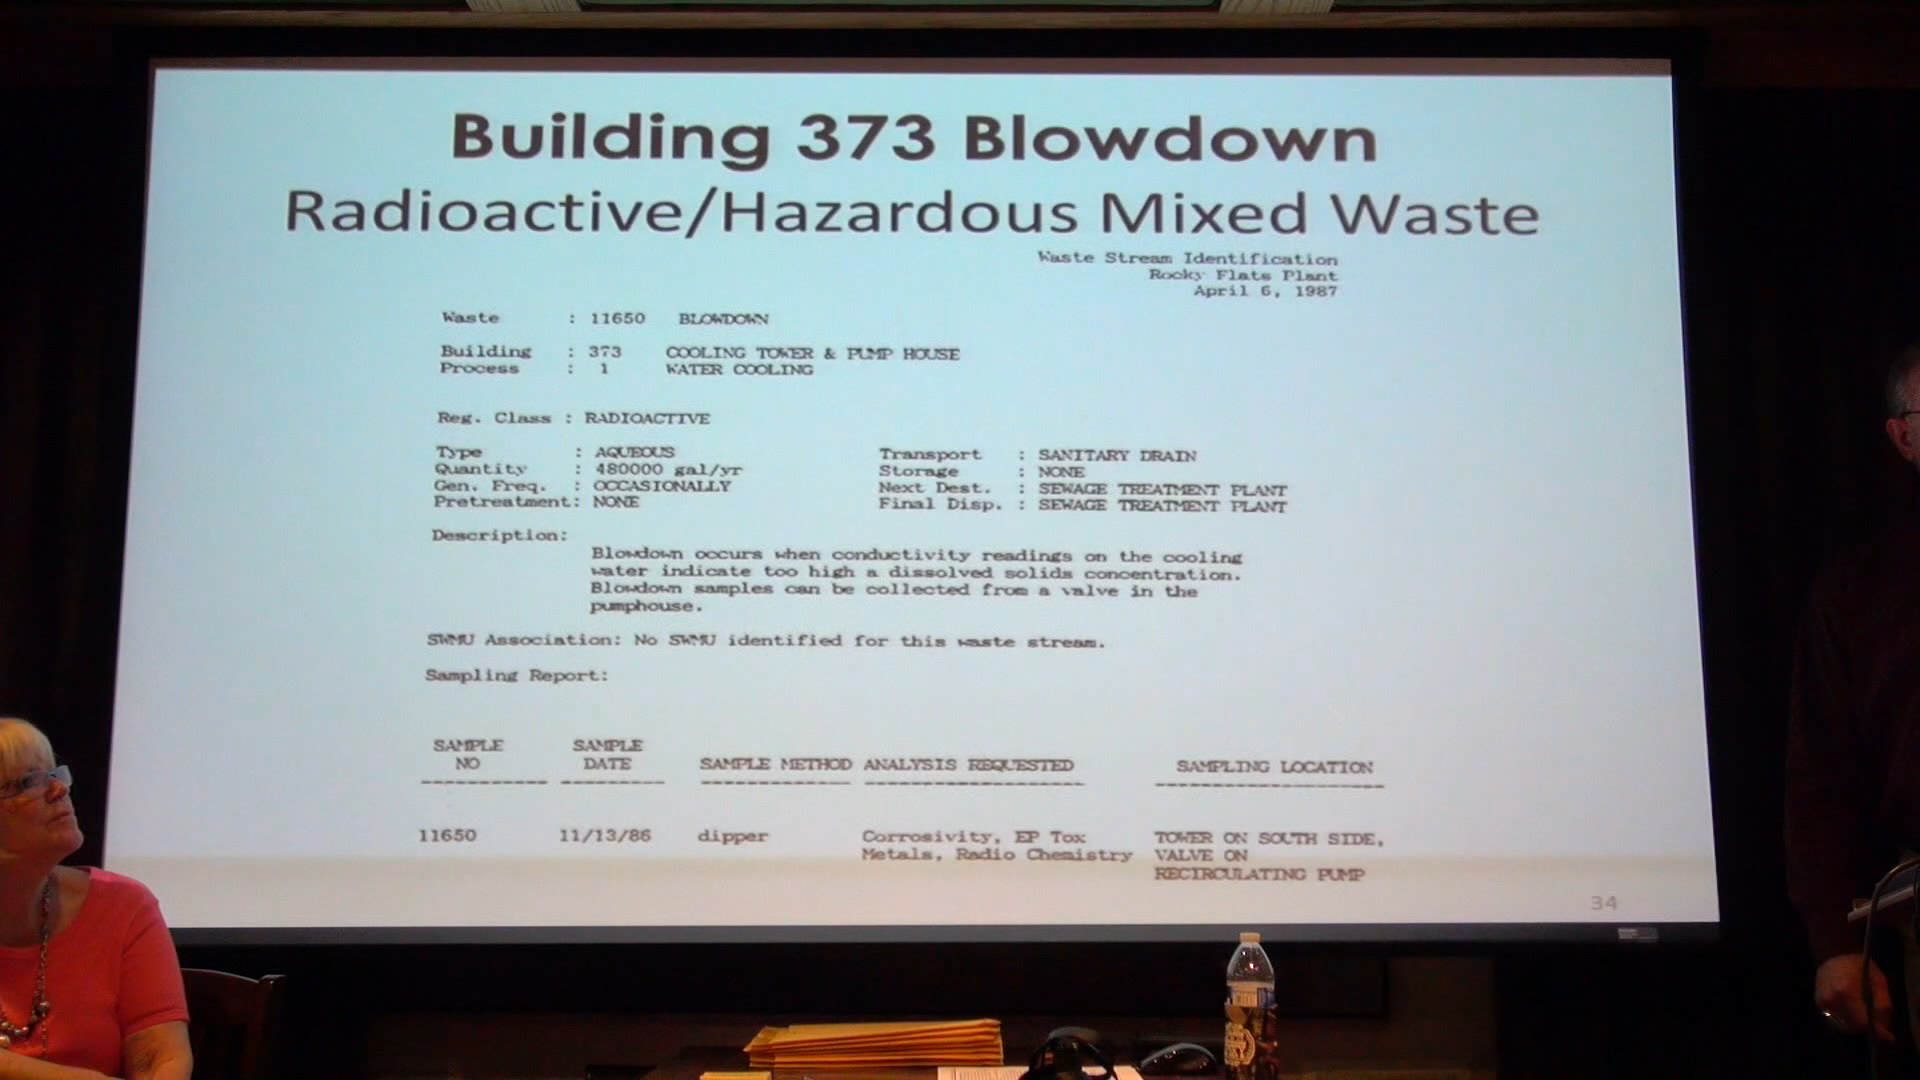 Building 373 Blowdown
Radioactive/Hazardous Mixed Waste
Waste Stream Identification
Rocky Flats Plant
April 6, 1987
Waste : 11650 BLOWDOWN
Building : 373 COOLING TOWER & PUMP HOUSE
Process : 1 WATER COOLING
Reg. Class : RADIOACTIVE
Type : AQUEOUS Transport : SANITARY DRAIN
Quantity : 480000 gal/yr Storage : NONE
Gen. Freq. : OCCASIONALLY Next Dest. : SEWAGE TREATMENT PLANT
Pretreatment: NONE Final Disp. : SEWAGE TREATMENT PLANT
Description:
Blowdown occurs when conductivity readings on the cooling
water indicate too high a dissolved solids concentration.
Blowdown samples can be collected from a valve in the
pumphouse.
SWMU Association: No SWMU identified for this waste stream.
Sampling Report:
SAMPLE SAMPLE
NO DATE SAMPLE METHOD ANALYSIS REQUESTED SAMPLING LOCATION
11650 11/13/86 dipper Corrosivity, EP Tox TOWER ON SOUTH SIDE,
Metals, Radio Chemistry VALVE ON
RECIRCULATING PUMP
34